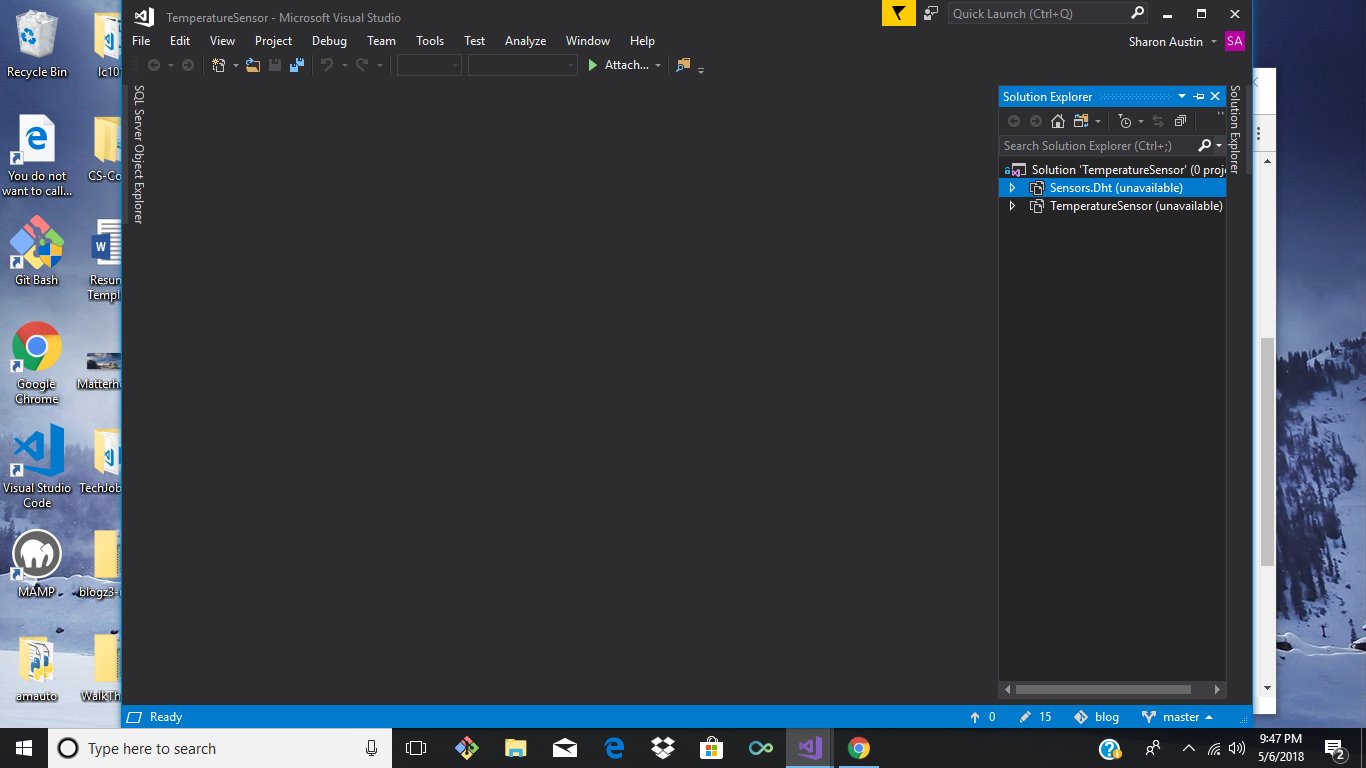 TemperatureSensor - Microsoft Visual Studio
Quick Launch (Ctrl+Q)
File Edit View Project Debug Team Tools Test Analyze Window Help
Sharon Austin SA
Attach...
SQL Server Object Explorer
Solution Explorer
Search Solution Explorer (Ctrl+;)
Solution 'TemperatureSensor' (0 proje
Sensors.Dht (unavailable)
TemperatureSensor (unavailable)
Solution Explorer
Recycle Bin
lc101
You do not
want to call...
CS-Co
Git Bash
Resun
Templ
Google
Chrome
Matterh
Visual Studio
Code
TechJob
MAMP
blogz3-
amauto
WalkTh
Ready
0
15
blog
master
Type here to search
9:47 PM
5/6/2018
2